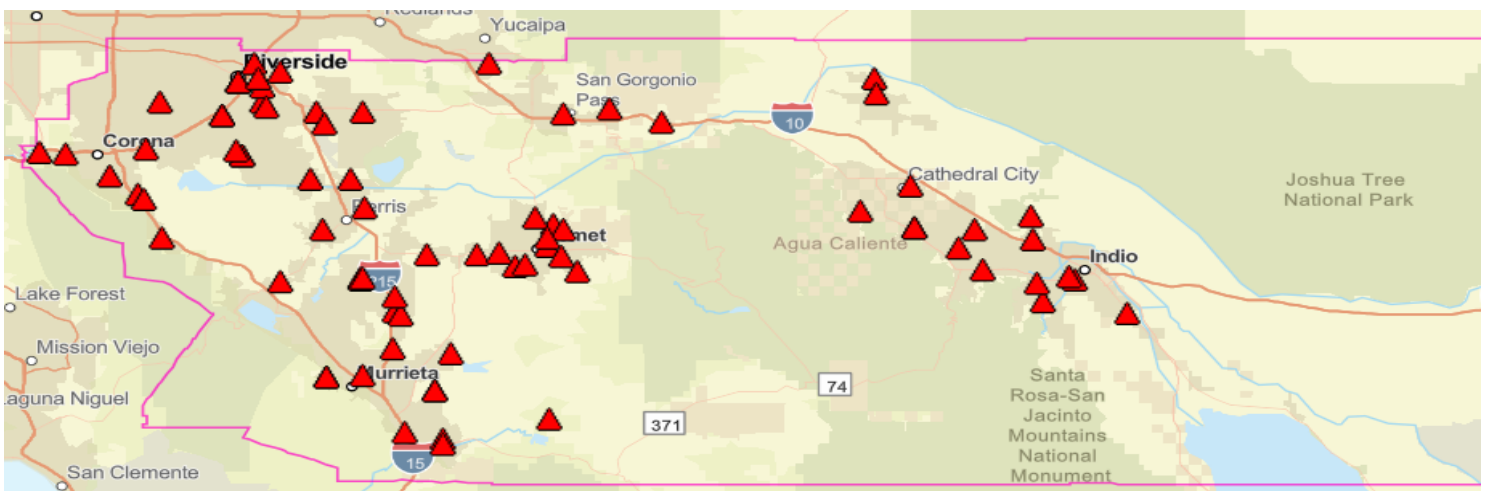 Redlands
Yucaipa
Riverside
San Gorgonio
Pass
10
Corona
Cathedral City
Joshua Tree
National Park
Perris
met
Agua Caliente
Indio
215
Lake Forest
Mission Viejo
Murrieta
Laguna Niguel
74
371
Santa
Rosa-San
Jacinto
Mountains
National
Monument
15
San Clemente